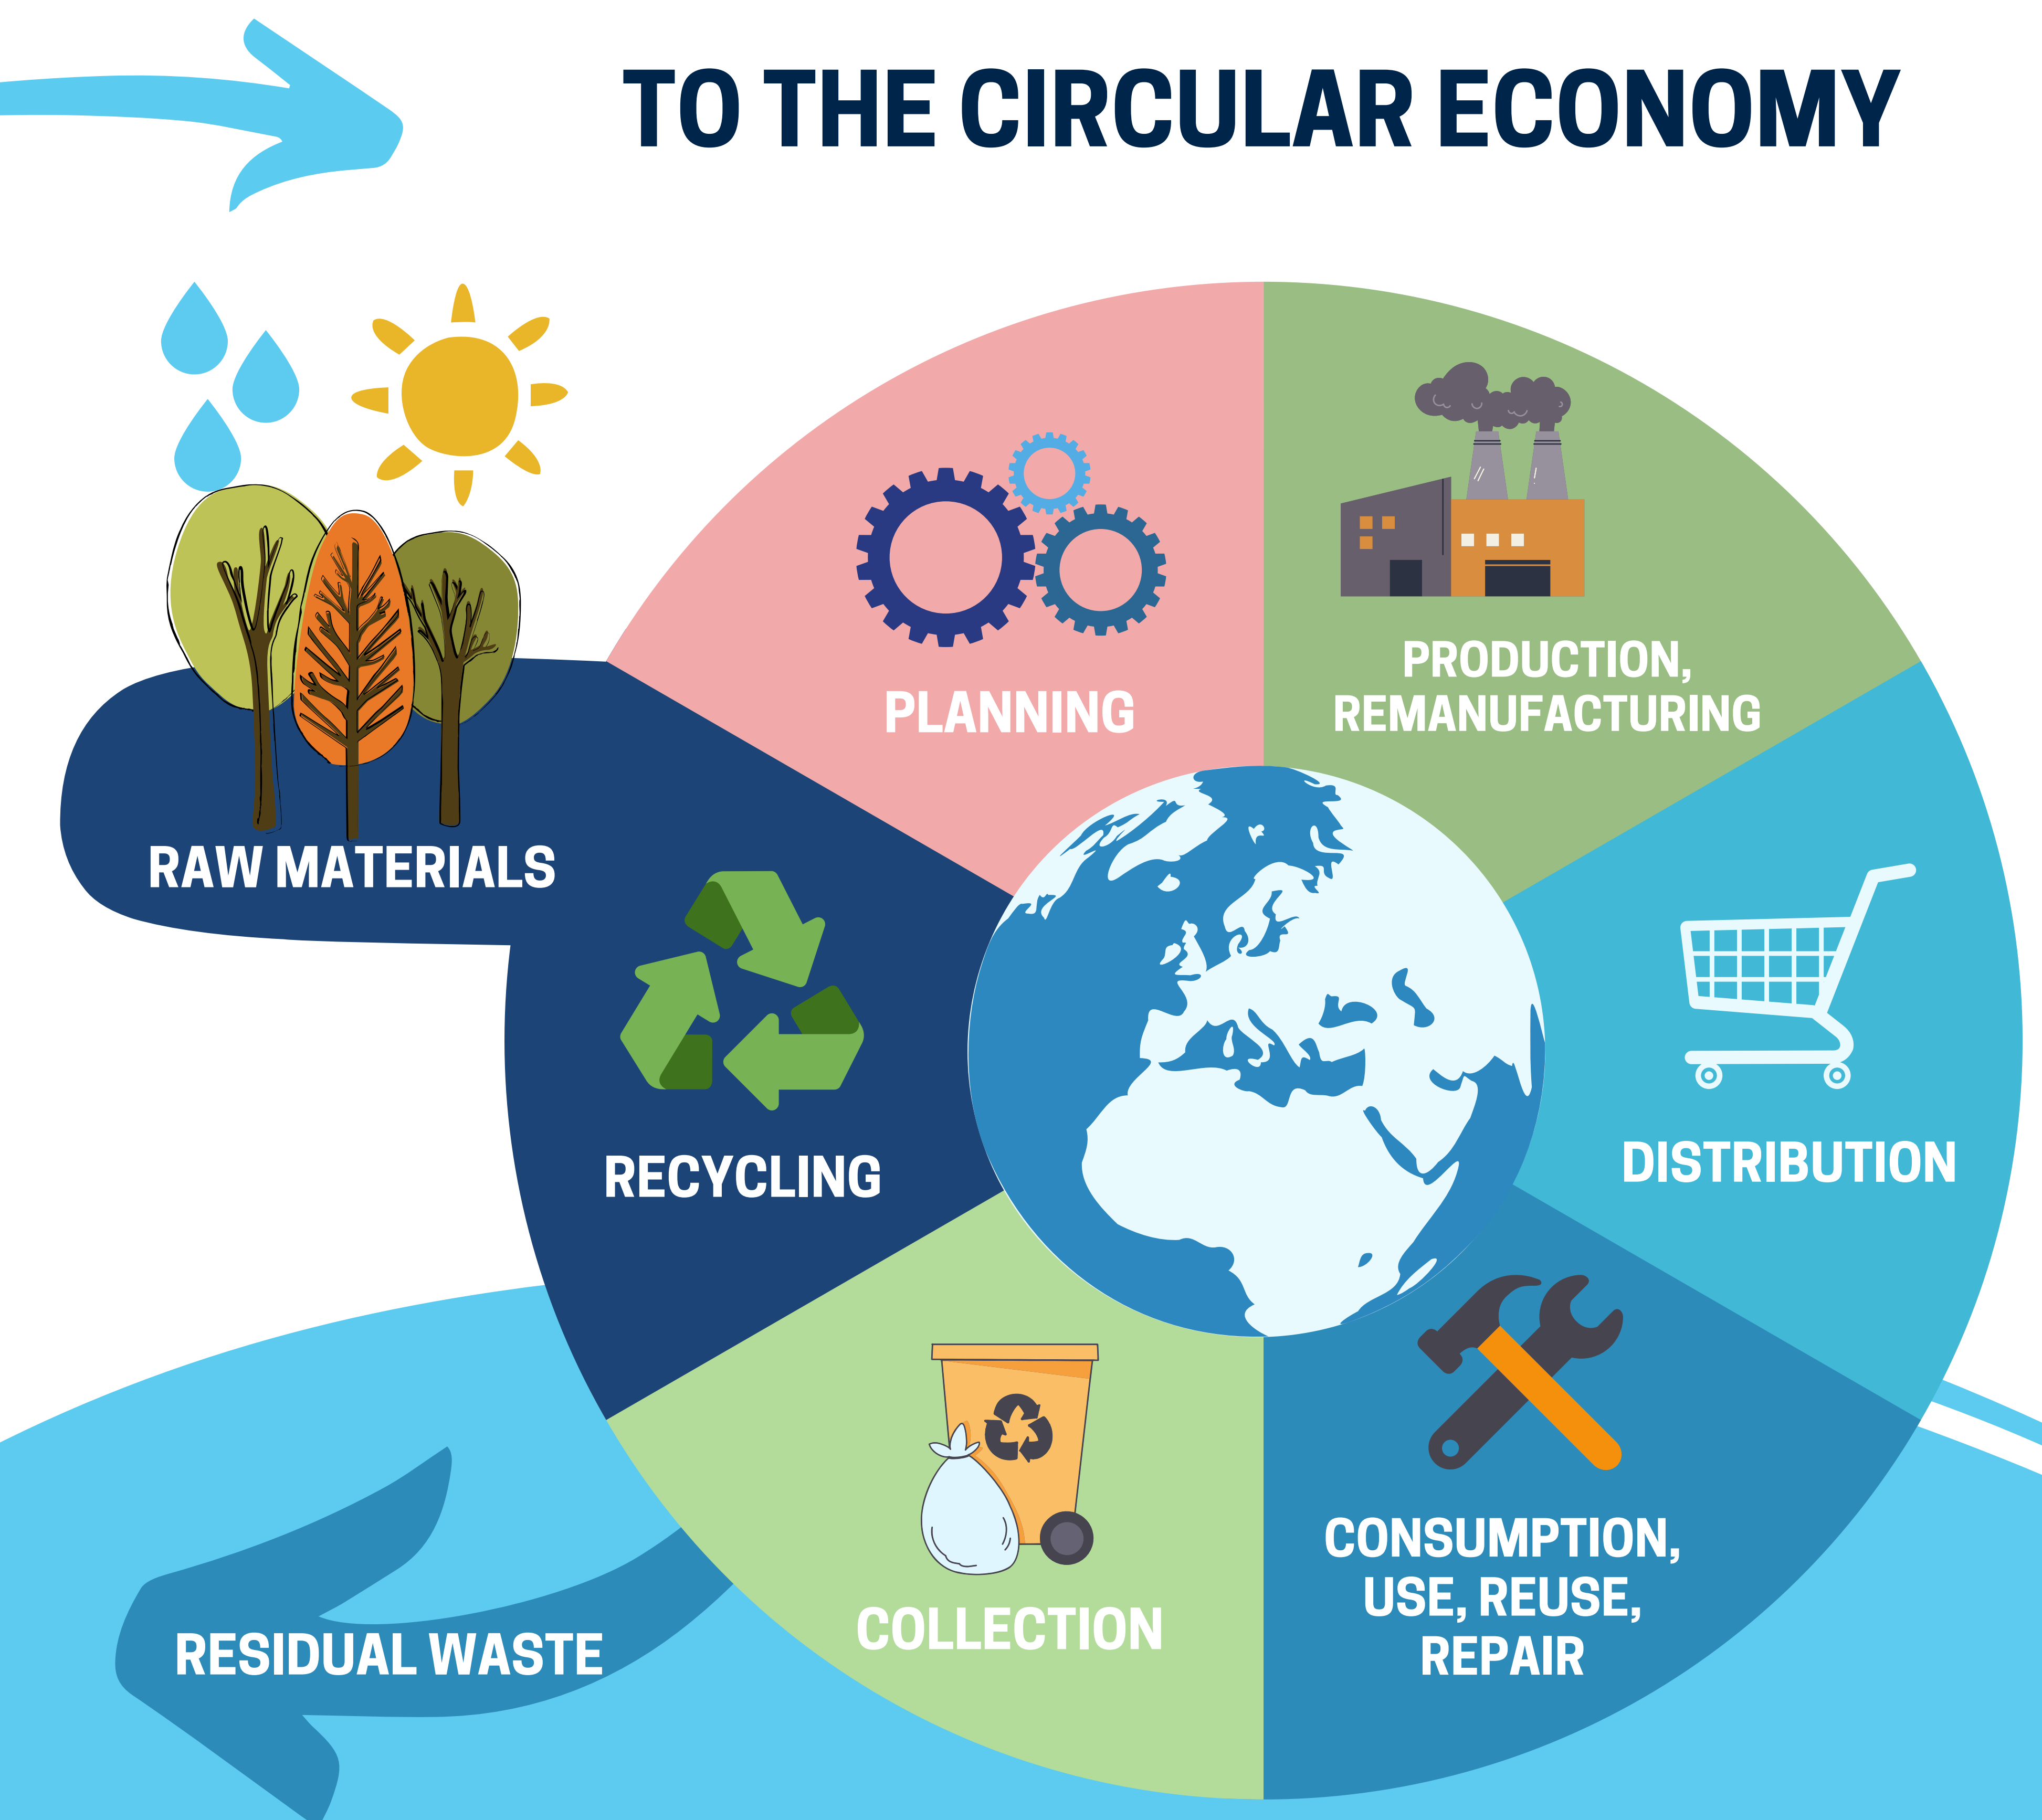 TO THE CIRCULAR ECONOMY
PLANNING
PRODUCTION,
REMANUFACTURING
RAW MATERIALS
RECYCLING
DISTRIBUTION
COLLECTION
CONSUMPTION,
USE, REUSE,
REPAIR
RESIDUAL WASTE